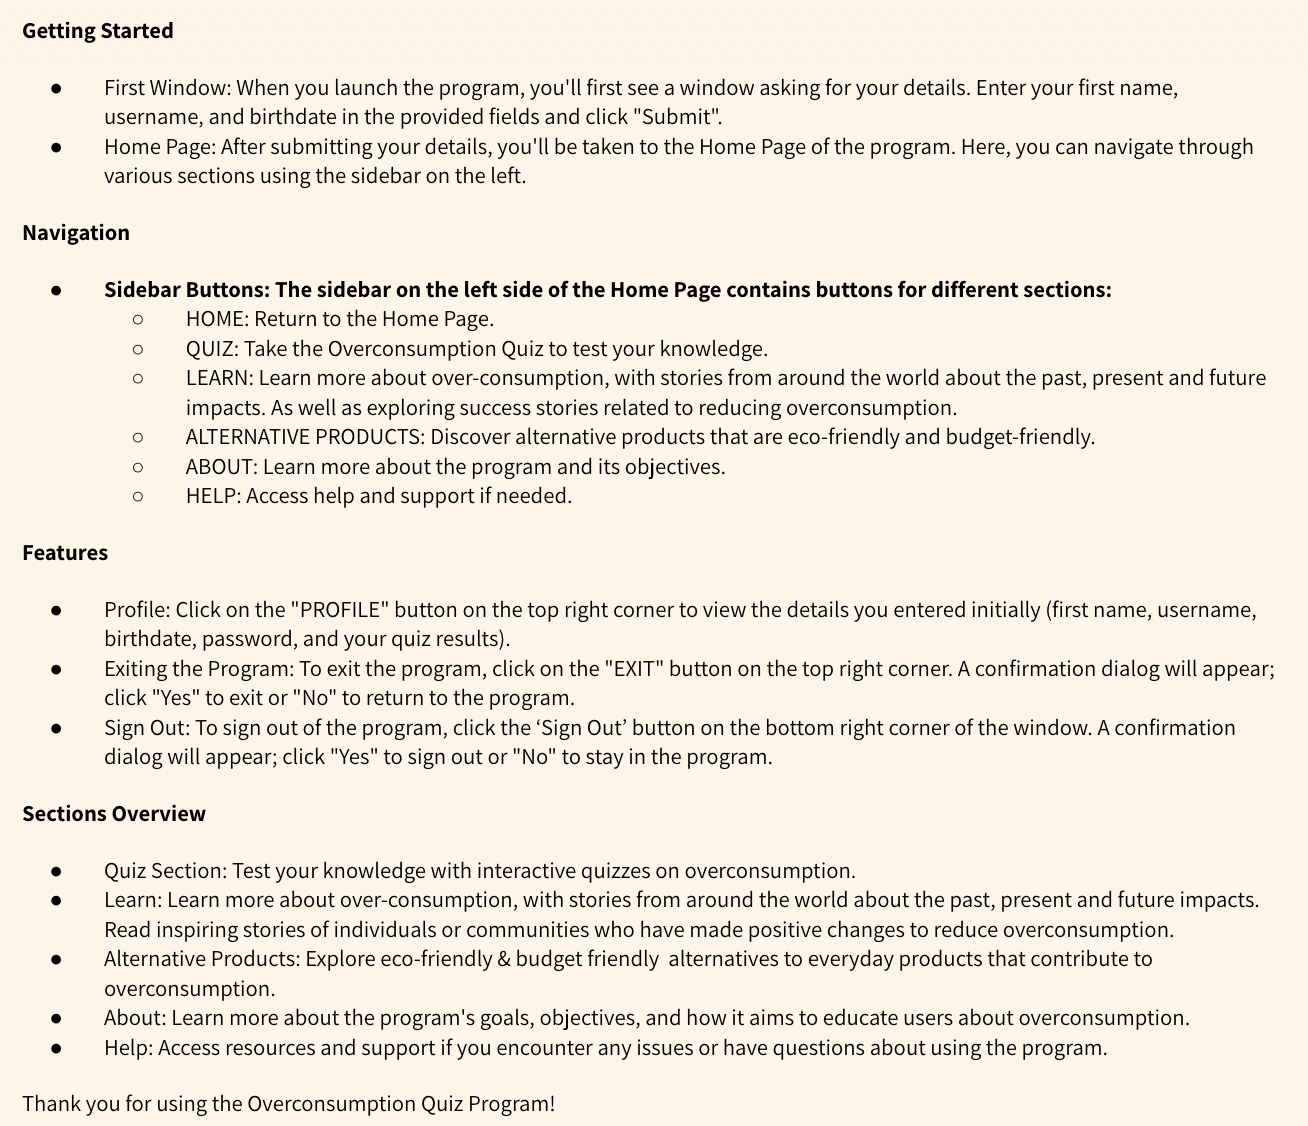 Getting Started
● First Window: When you launch the program, you'll first see a window asking for your details. Enter your first name,
username, and birthdate in the provided fields and click "Submit".
● Home Page: After submitting your details, you'll be taken to the Home Page of the program. Here, you can navigate through
various sections using the sidebar on the left.
Navigation
● Sidebar Buttons: The sidebar on the left side of the Home Page contains buttons for different sections:
○ HOME: Return to the Home Page.
○ QUIZ: Take the Overconsumption Quiz to test your knowledge.
○ LEARN: Learn more about over-consumption, with stories from around the world about the past, present and future
impacts. As well as exploring success stories related to reducing overconsumption.
○ ALTERNATIVE PRODUCTS: Discover alternative products that are eco-friendly and budget-friendly.
○ ABOUT: Learn more about the program and its objectives.
○ HELP: Access help and support if needed.
Features
● Profile: Click on the "PROFILE" button on the top right corner to view the details you entered initially (first name, username,
birthdate, password, and your quiz results).
● Exiting the Program: To exit the program, click on the "EXIT" button on the top right corner. A confirmation dialog will appear;
click "Yes" to exit or "No" to return to the program.
● Sign Out: To sign out of the program, click the ‘Sign Out’ button on the bottom right corner of the window. A confirmation
dialog will appear; click "Yes" to sign out or "No" to stay in the program.
Sections Overview
● Quiz Section: Test your knowledge with interactive quizzes on overconsumption.
● Learn: Learn more about over-consumption, with stories from around the world about the past, present and future impacts.
Read inspiring stories of individuals or communities who have made positive changes to reduce overconsumption.
● Alternative Products: Explore eco-friendly & budget friendly  alternatives to everyday products that contribute to
overconsumption.
● About: Learn more about the program's goals, objectives, and how it aims to educate users about overconsumption.
● Help: Access resources and support if you encounter any issues or have questions about using the program.
Thank you for using the Overconsumption Quiz Program!